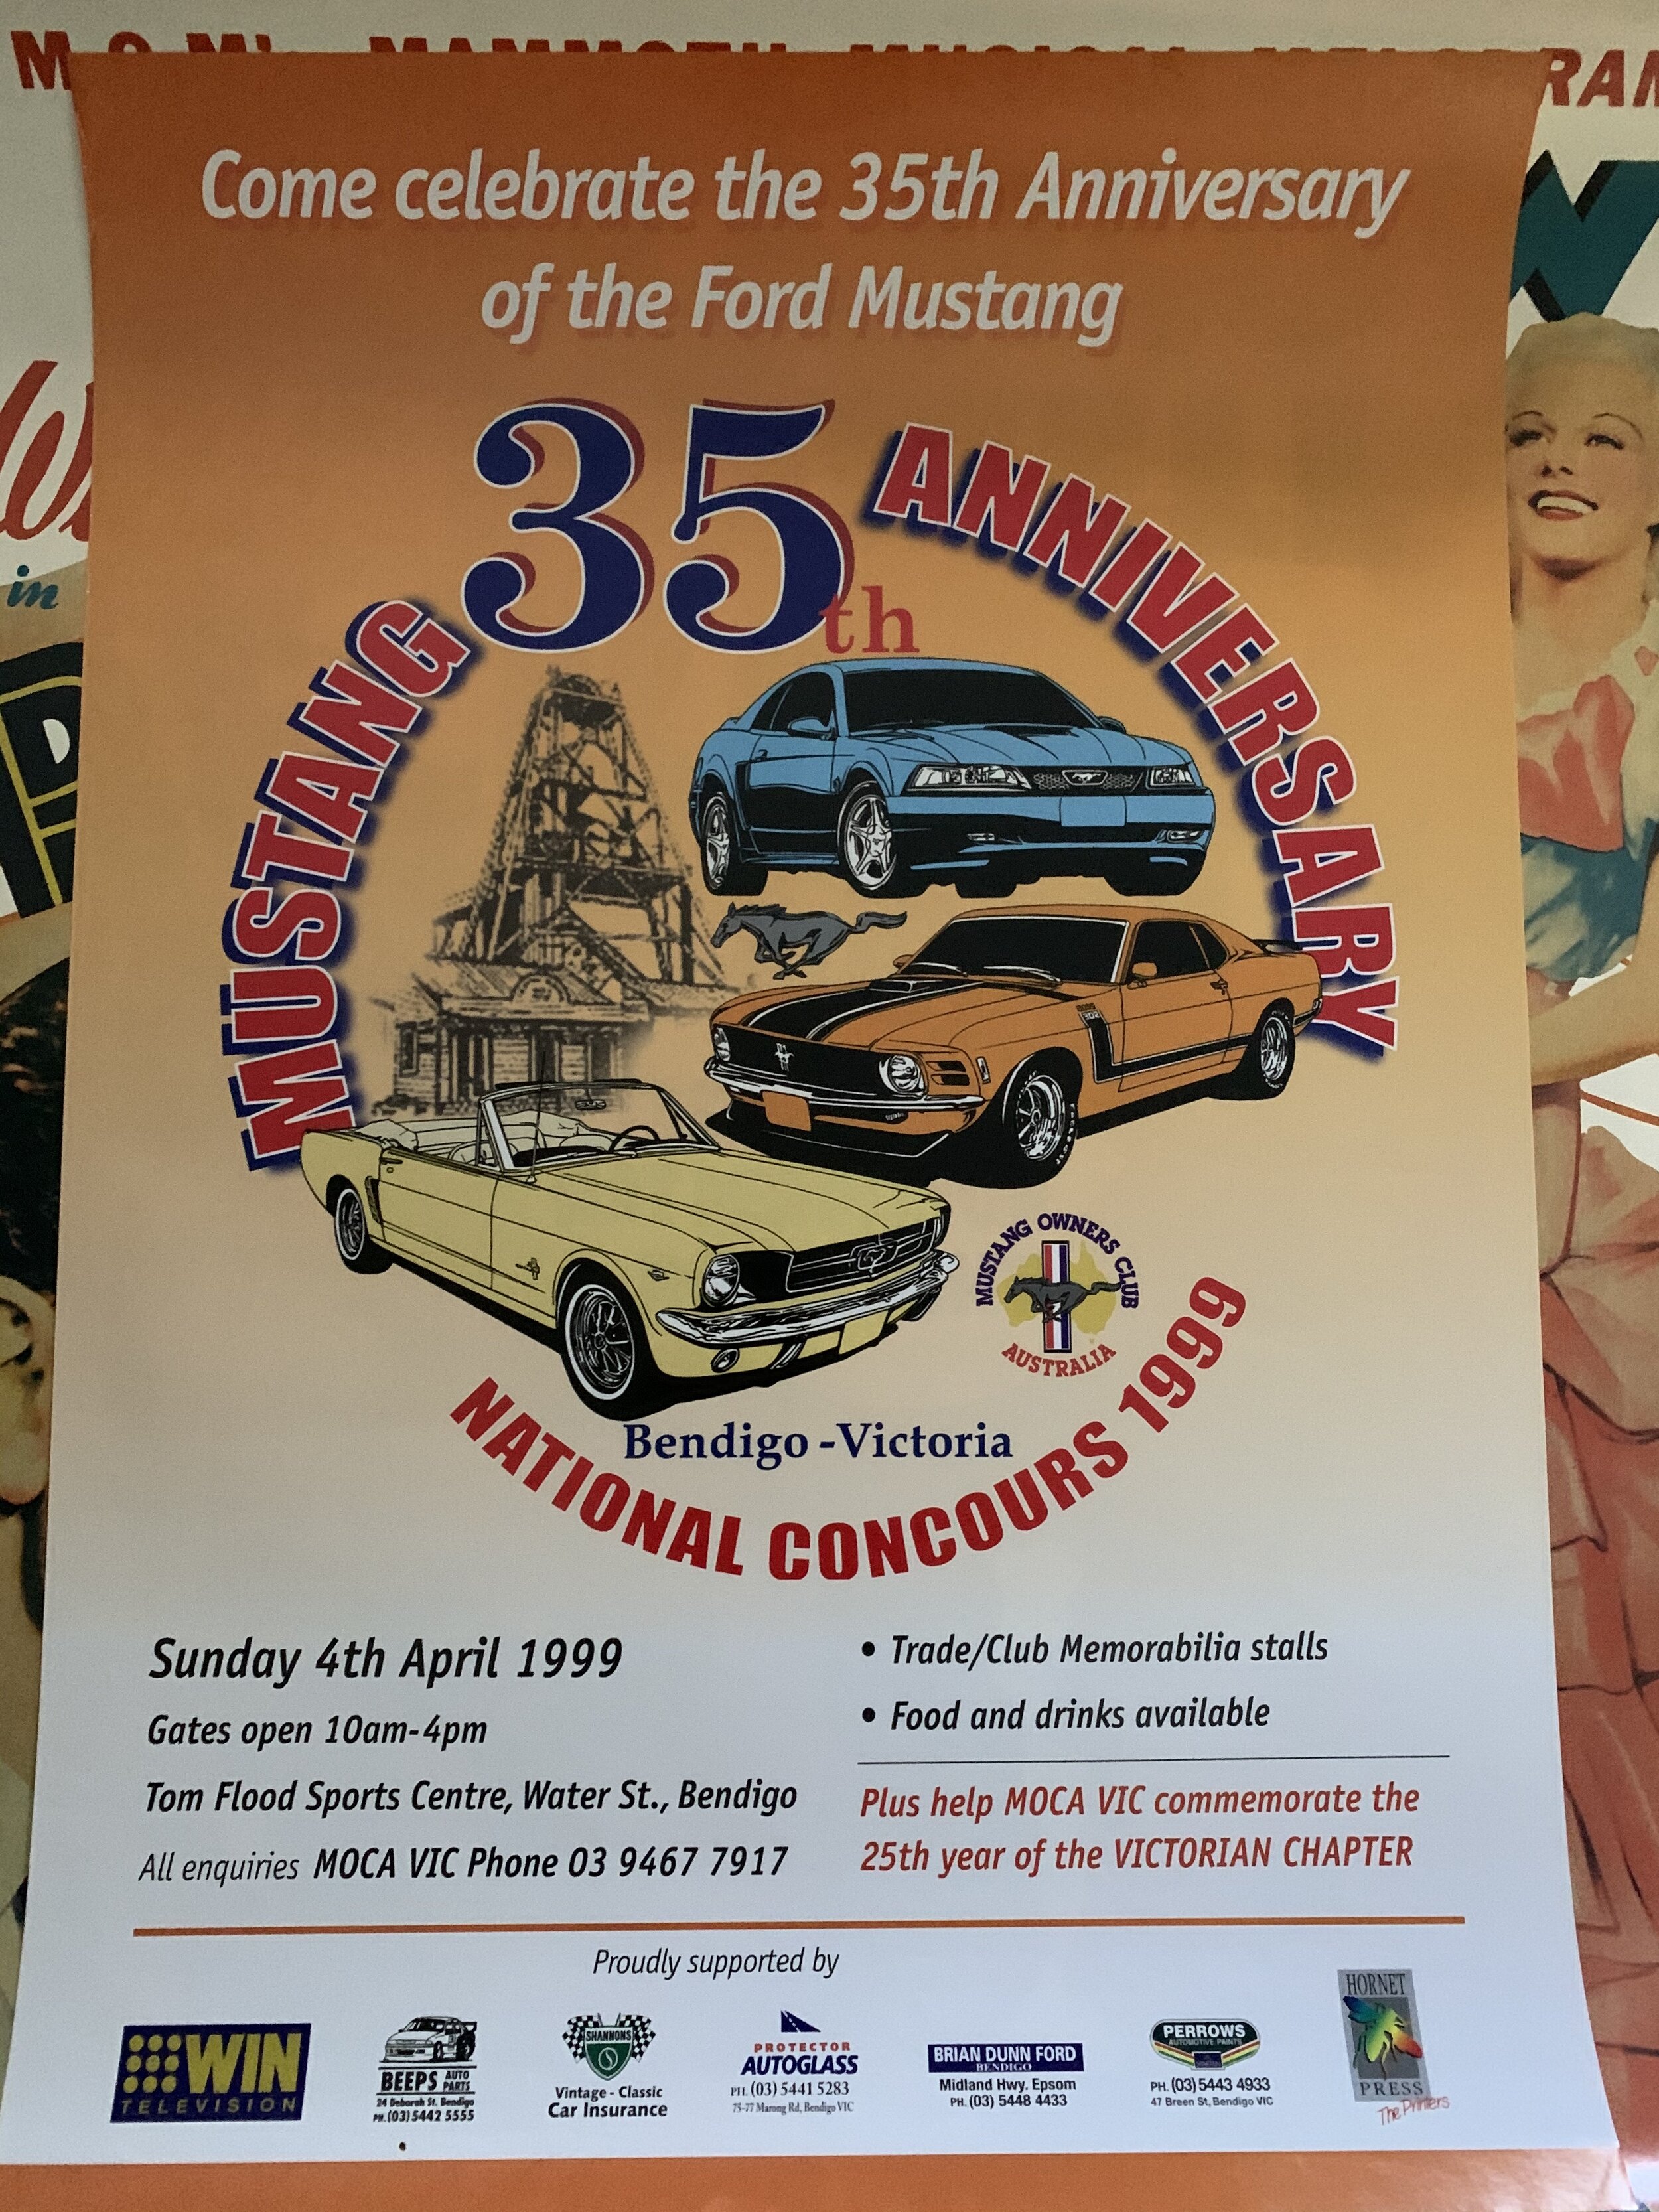 Come celebrate the 35th Anniversary
of the Ford Mustang
MUSTANG 35th ANNIVERSARY
MUSTANG OWNERS CLUB
AUSTRALIA
Bendigo - Victoria
NATIONAL CONCOURS 1999
Sunday 4th April 1999
Gates open 10am-4pm
Tom Flood Sports Centre, Water St., Bendigo
All enquiries MOCA VIC Phone 03 9467 7917
• Trade/Club Memorabilia stalls
• Food and drinks available
Plus help MOCA VIC commemorate the
25th year of the VICTORIAN CHAPTER
Proudly supported by
WIN
TELEVISION
BEEPS AUTO PARTS
24 Deborah St. Bendigo
PH. (03) 5442 5555
SHANNONS
Vintage - Classic
Car Insurance
PROTECTOR
AUTOGLASS
PH. (03) 5441 5283
75-77 Marong Rd, Bendigo VIC
BRIAN DUNN FORD
BENDIGO
Midland Hwy. Epsom
PH. (03) 5448 4433
PERROWS
AUTOMOTIVE PAINTS
PH. (03) 5443 4933
47 Breen St, Bendigo VIC
HORNET
PRESS
The Printers
in